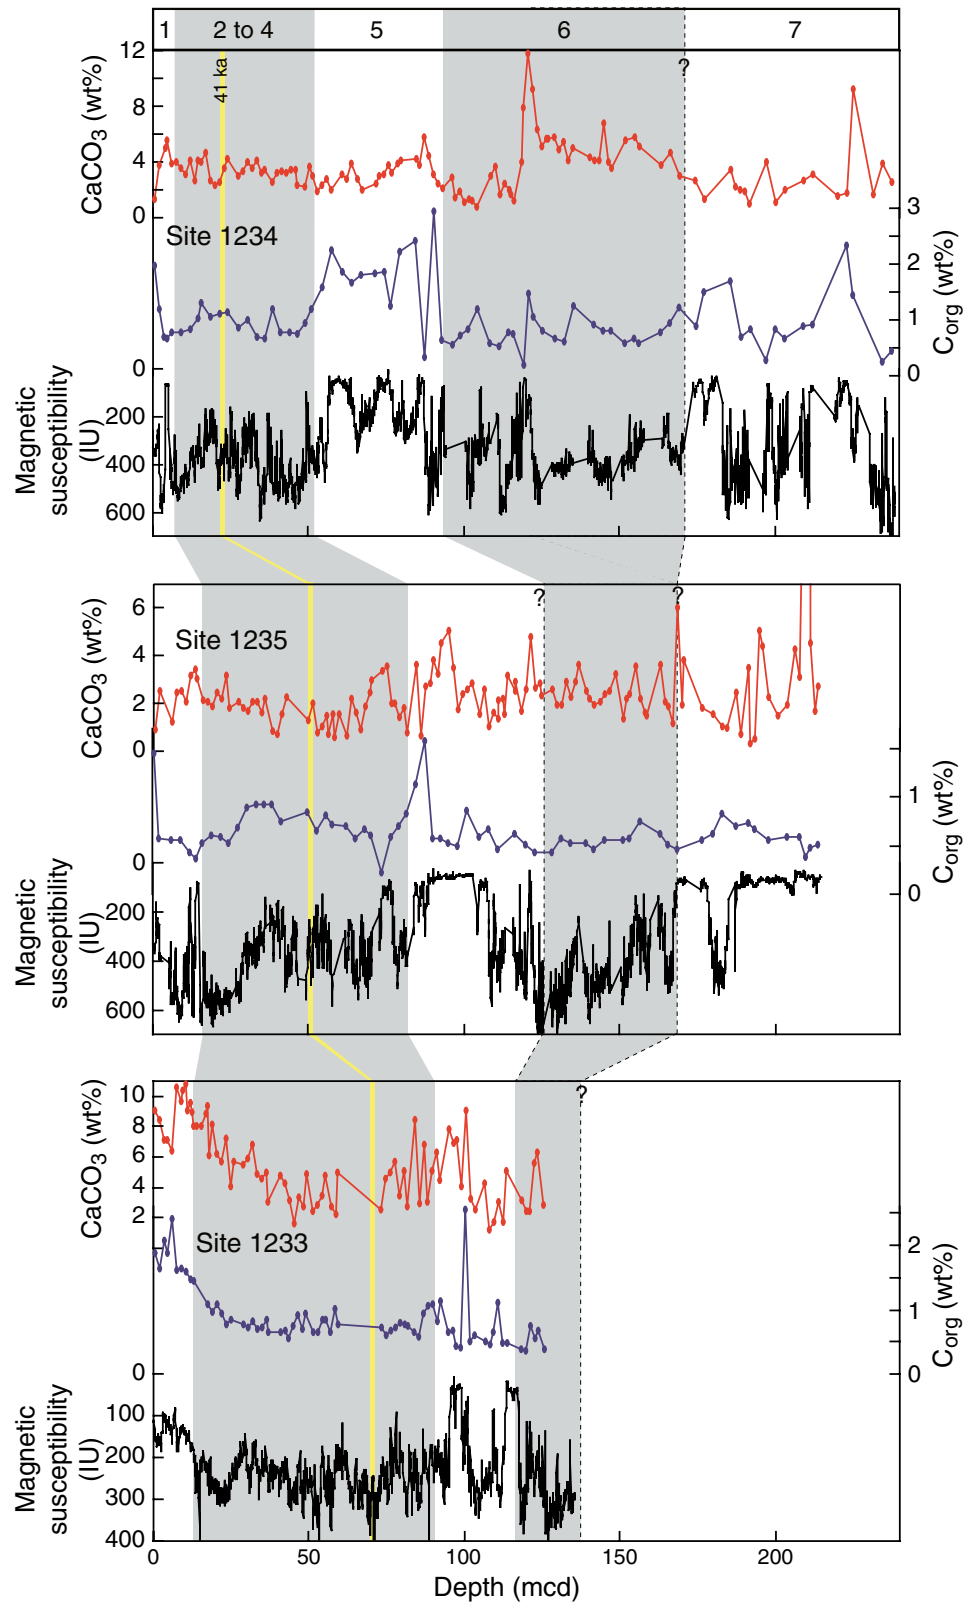 1 2 to 4 5 6 7
12
8
4
0
CaCO3 (wt%)
41 ka
?
Site 1234
3
2
1
0
Corg (wt%)
0
200
400
600
Magnetic
susceptibility
(IU)
6
4
2
0
CaCO3 (wt%)
? ?
Site 1235
1
0
Corg (wt%)
0
200
400
600
Magnetic
susceptibility
(IU)
10
8
6
4
2
CaCO3 (wt%)
?
Site 1233
2
1
0
Corg (wt%)
0
100
200
300
400
Magnetic
susceptibility
(IU)
0 50 100 150 200
Depth (mcd)